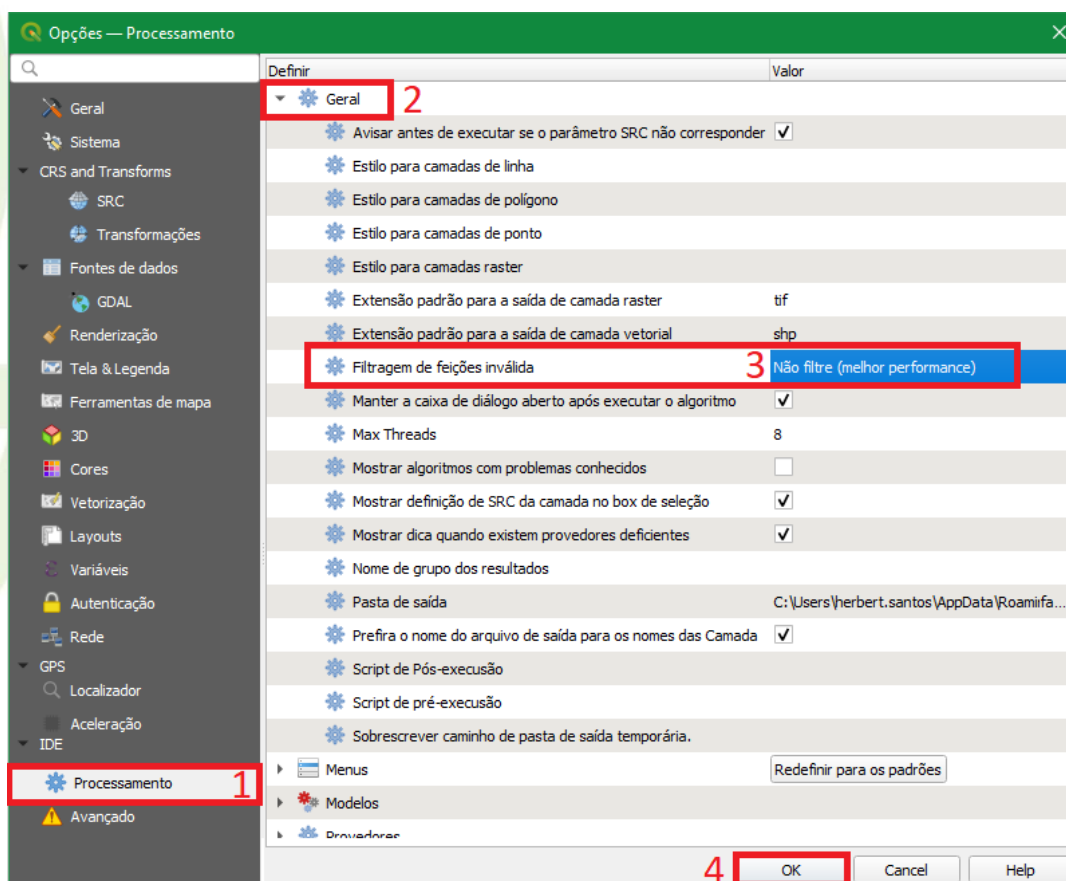 Opções — Processamento
Definir
Valor
Geral
Sistema
CRS and Transforms
SRC
Transformações
Fontes de dados
GDAL
Renderização
Tela & Legenda
Ferramentas de mapa
3D
Cores
Vetorização
Layouts
Variáveis
Autenticação
Rede
GPS
Localizador
Aceleração
IDE
Processamento 1
Avançado
Geral 2
Avisar antes de executar se o parâmetro SRC não corresponder
Estilo para camadas de linha
Estilo para camadas de polígono
Estilo para camadas de ponto
Estilo para camadas raster
Extensão padrão para a saída de camada raster tif
Extensão padrão para a saída de camada vetorial shp
Filtragem de feições inválida 3 Não filtre (melhor performance)
Manter a caixa de diálogo aberto após executar o algoritmo
Max Threads 8
Mostrar algoritmos com problemas conhecidos
Mostrar definição de SRC da camada no box de seleção
Mostrar dica quando existem provedores deficientes
Nome de grupo dos resultados
Pasta de saída C:\Users\herbert.santos\AppData\Roamiifa...
Prefira o nome do arquivo de saída para os nomes das Camada
Script de Pós-execusão
Script de pré-execusão
Sobrescrever caminho de pasta de saída temporária.
Menus Redefinir para os padrões
Modelos
Provedores
4 OK Cancel Help